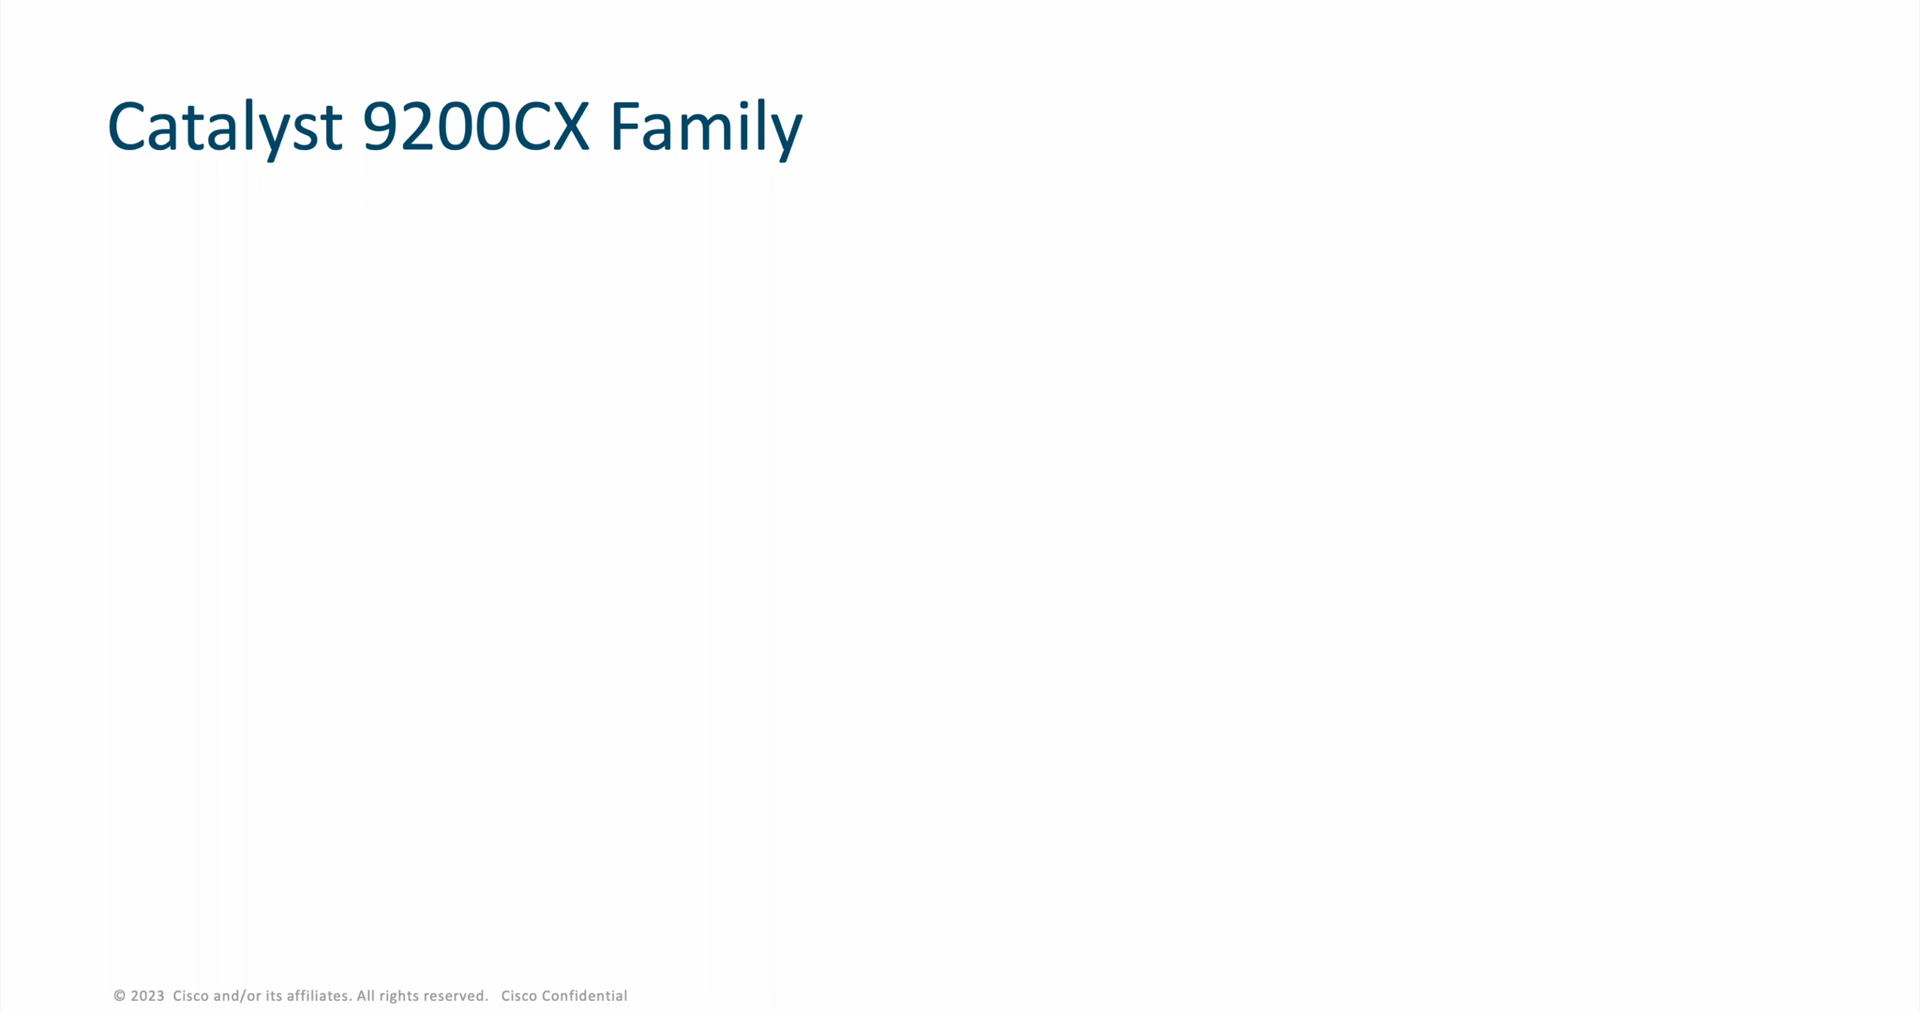 Catalyst 9200CX Family
© 2023 Cisco and/or its affiliates. All rights reserved. Cisco Confidential